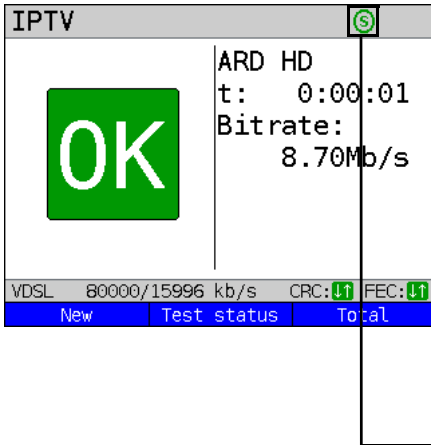 IPTV S
ARD HD
t: 0:00:01
Bitrate:
8.70Mb/s
OK
VDSL 80000/15996 kb/s CRC:↓↑ FEC:↓↑
New Test status Total